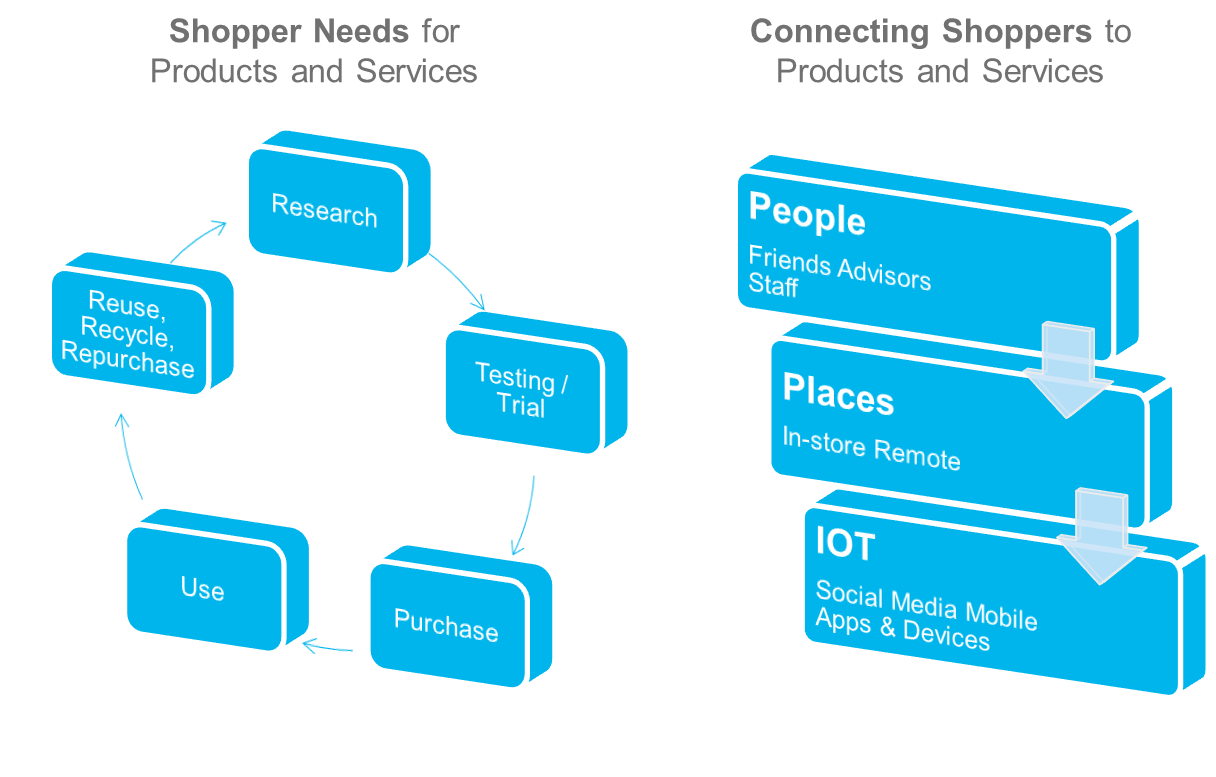 Shopper Needs for
Products and Services
Research
Testing /
Trial
Purchase
Use
Reuse,
Recycle,
Repurchase
Connecting Shoppers to
Products and Services
People
Friends Advisors
Staff
Places
In-store Remote
IOT
Social Media Mobile
Apps & Devices